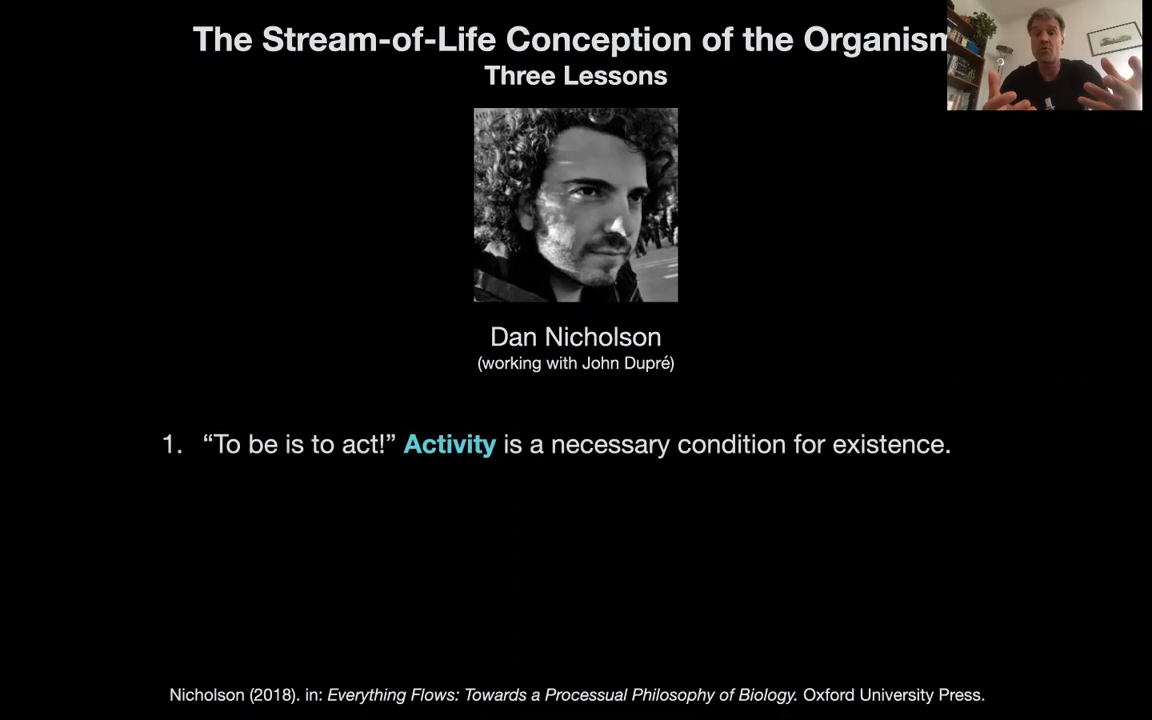 The Stream-of-Life Conception of the Organism
Three Lessons
Dan Nicholson
(working with John Dupré)
1. “To be is to act!” Activity is a necessary condition for existence.
Nicholson (2018). in: Everything Flows: Towards a Processual Philosophy of Biology. Oxford University Press.